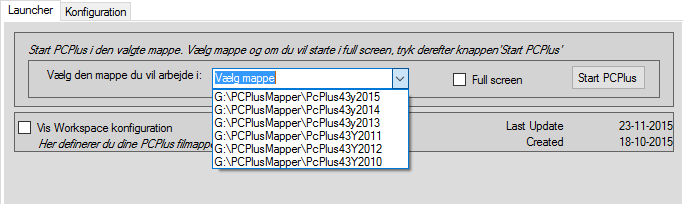 Launcher Konfiguration
Start PCPlus i den valgte mappe. Vælg mappe og om du vil starte i full screen, tryk derefter knappen'Start PCPlus'
Vælg den mappe du vil arbejde i: Vælg mappe Full screen Start PCPlus
G:\PCPlusMapper\PcPlus43y2015
G:\PCPlusMapper\PcPlus43y2014
G:\PCPlusMapper\PcPlus43y2013
G:\PCPlusMapper\PcPlus43Y2011
G:\PCPlusMapper\PcPlus43Y2012
G:\PCPlusMapper\PcPlus43Y2010
Vis Workspace konfiguration Last Update 23-11-2015
Her definerer du dine PCPlus filmappe Created 18-10-2015